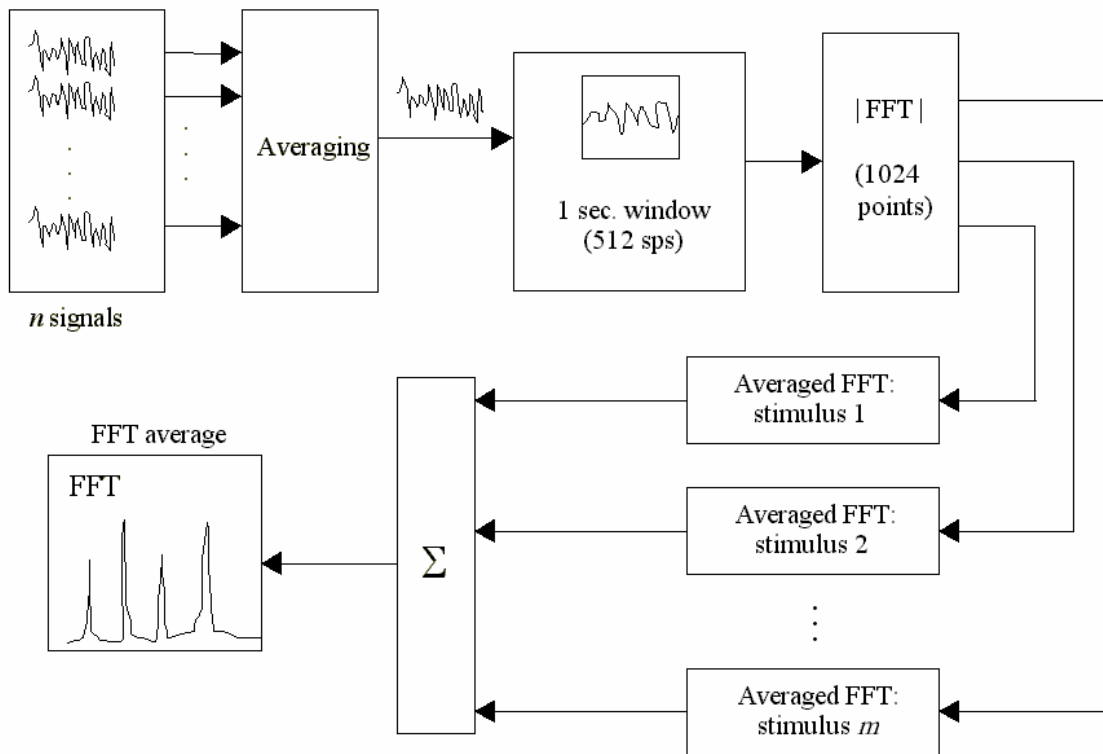 n signals
Averaging
1 sec. window
(512 sps)
| FFT |
(1024
points)
Averaged FFT:
stimulus 1
Averaged FFT:
stimulus 2
Averaged FFT:
stimulus m
Σ
FFT average
FFT